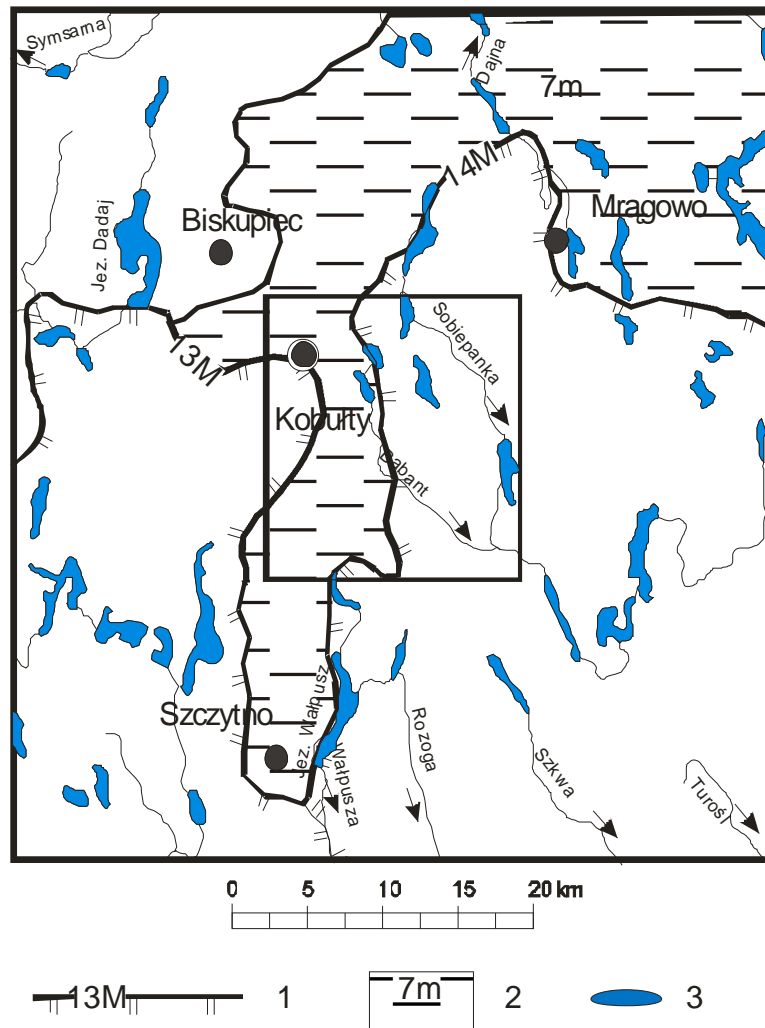 Symsarna
Dajna
7m
14M
Mrągowo
Biskupiec
Jez. Dadaj
Sobiepanka
13M
Kobułty
Babant
Szczytno
Jez. Wałpusz
Wałpusza
Rozoga
Szkwa
Turośl
0 5 10 15 20 km
13M 1
7m 2
3